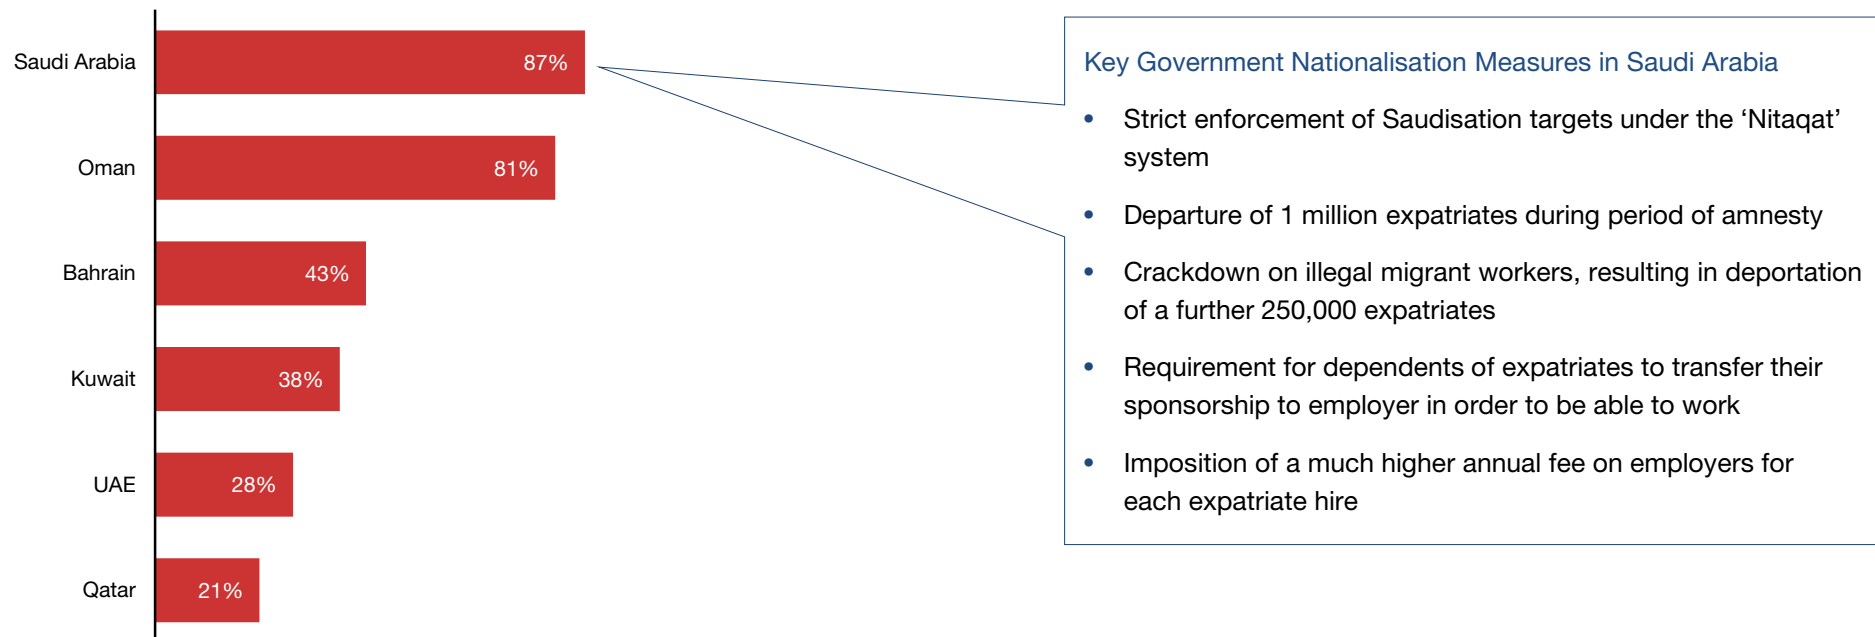 Saudi Arabia
87%
Oman
81%
Bahrain
43%
Kuwait
38%
UAE
28%
Qatar
21%
Key Government Nationalisation Measures in Saudi Arabia
• Strict enforcement of Saudisation targets under the ‘Nitaqat’
system
• Departure of 1 million expatriates during period of amnesty
• Crackdown on illegal migrant workers, resulting in deportation
of a further 250,000 expatriates
• Requirement for dependents of expatriates to transfer their
sponsorship to employer in order to be able to work
• Imposition of a much higher annual fee on employers for
each expatriate hire